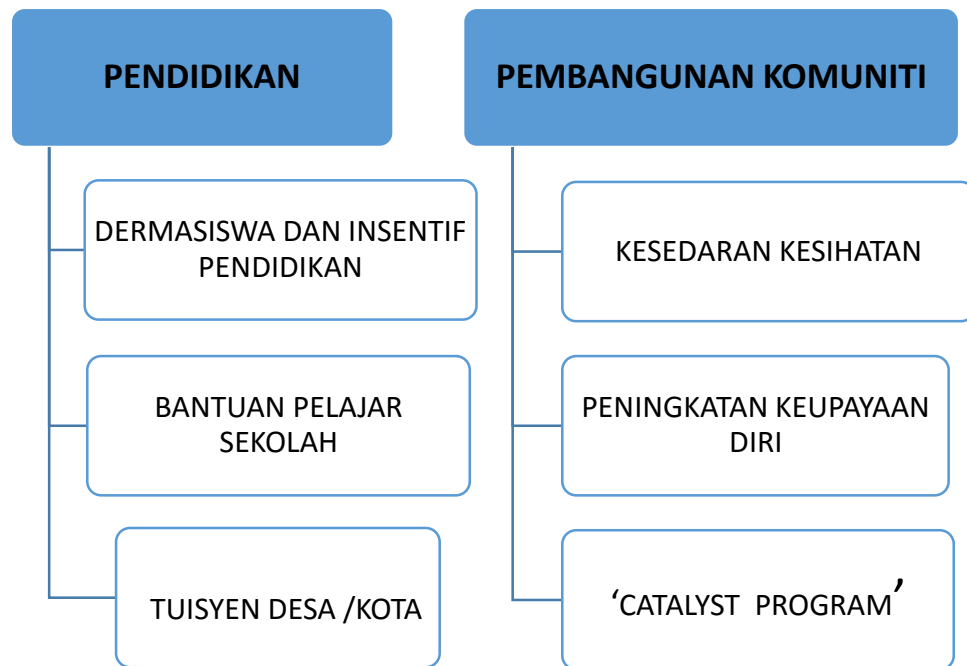 PENDIDIKAN
DERMASISWA DAN INSENTIF
PENDIDIKAN
BANTUAN PELAJAR
SEKOLAH
TUISYEN DESA /KOTA
PEMBANGUNAN KOMUNITI
KESEDARAN KESIHATAN
PENINGKATAN KEUPAYAAN
DIRI
‘CATALYST PROGRAM’